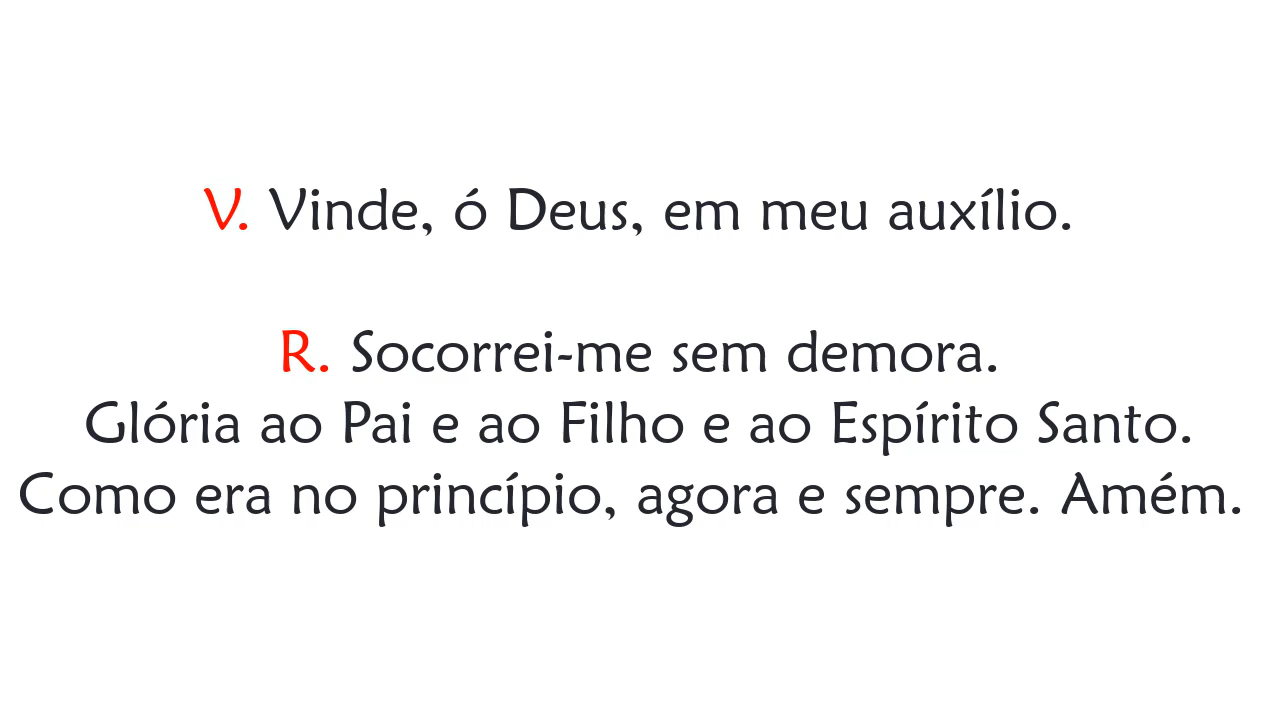 V. Vinde, ó Deus, em meu auxílio.
R. Socorrei-me sem demora.
Glória ao Pai e ao Filho e ao Espírito Santo.
Como era no princípio, agora e sempre. Amém.